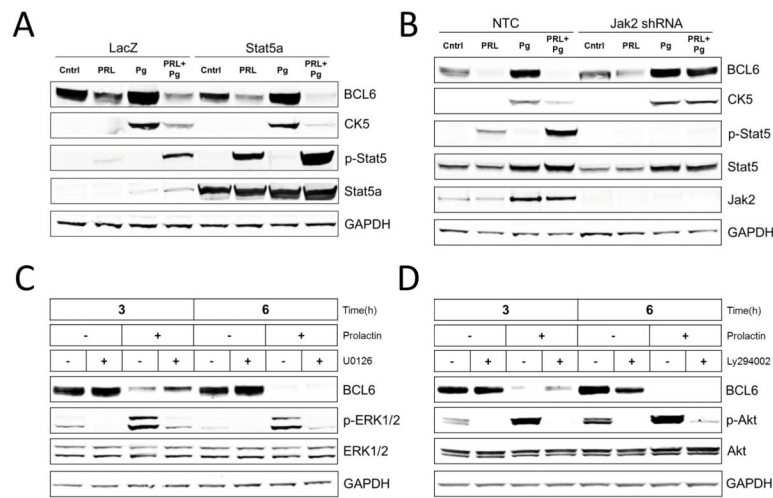 A
LacZ Stat5a
Cntrl PRL Pg PRL+ Pg Cntrl PRL Pg PRL+ Pg
BCL6
CK5
p-Stat5
Stat5a
GAPDH
B
NTC Jak2 shRNA
Cntrl PRL Pg PRL+ Pg Cntrl PRL Pg PRL+ Pg
BCL6
CK5
p-Stat5
Stat5
Jak2
GAPDH
C
3 6 Time(h)
- + - + Prolactin
- + - + - + - + U0126
BCL6
p-ERK1/2
ERK1/2
GAPDH
D
3 6 Time(h)
- + - + Prolactin
- + - + - + - + Ly294002
BCL6
p-Akt
Akt
GAPDH